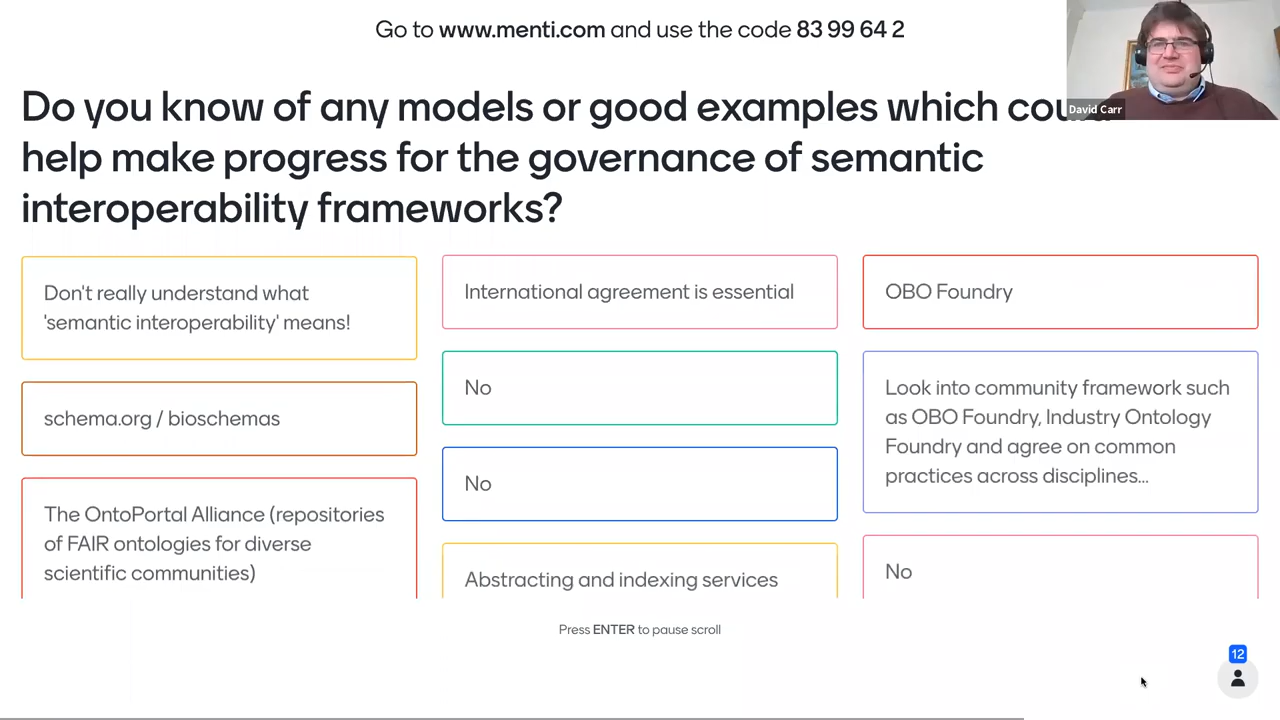 Go to www.menti.com and use the code 83 99 64 2
David Carr
Do you know of any models or good examples which
help make progress for the governance of semantic
interoperability frameworks?
Don't really understand what
'semantic interoperability' means!
schema.org / bioschemas
The OntoPortal Alliance (repositories
of FAIR ontologies for diverse
scientific communities)
International agreement is essential
No
No
Abstracting and indexing services
OBO Foundry
Look into community framework such
as OBO Foundry, Industry Ontology
Foundry and agree on common
practices across disciplines...
No
Press ENTER to pause scroll
12